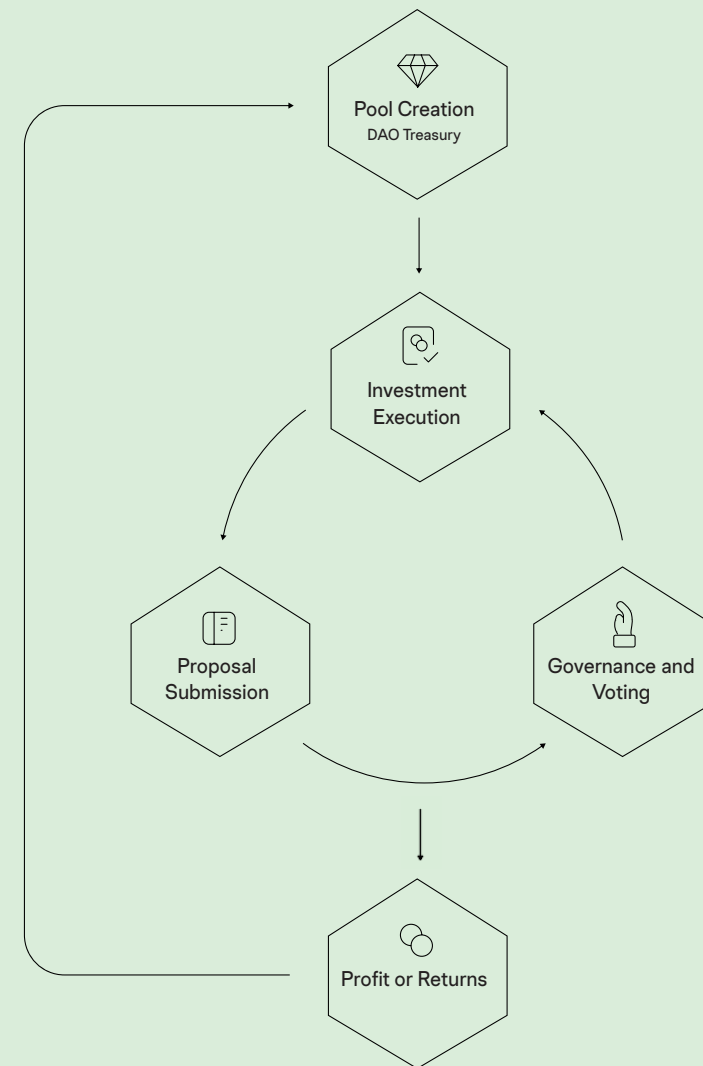 Pool Creation
DAO Treasury
Investment
Execution
Proposal
Submission
Governance and
Voting
Profit or Returns